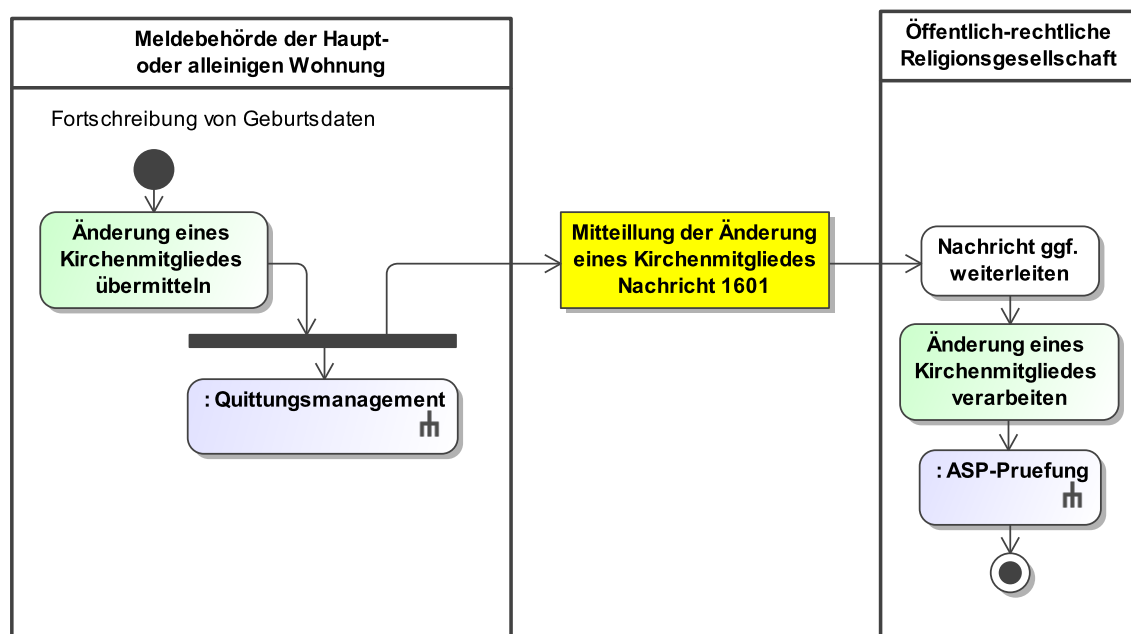 Meldebehörde der Haupt-
oder alleinigen Wohnung
Fortschreibung von Geburtsdaten
Änderung eines
Kirchenmitgliedes
übermitteln
: Quittungsmanagement
Mitteillung der Änderung
eines Kirchenmitgliedes
Nachricht 1601
Öffentlich-rechtliche
Religionsgesellschaft
Nachricht ggf.
weiterleiten
Änderung eines
Kirchenmitgliedes
verarbeiten
: ASP-Pruefung